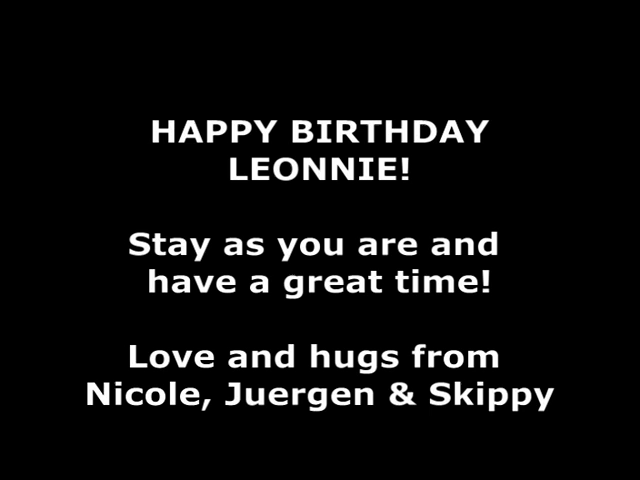 HAPPY BIRTHDAY
LEONNIE!
Stay as you are and
have a great time!
Love and hugs from
Nicole, Juergen & Skippy